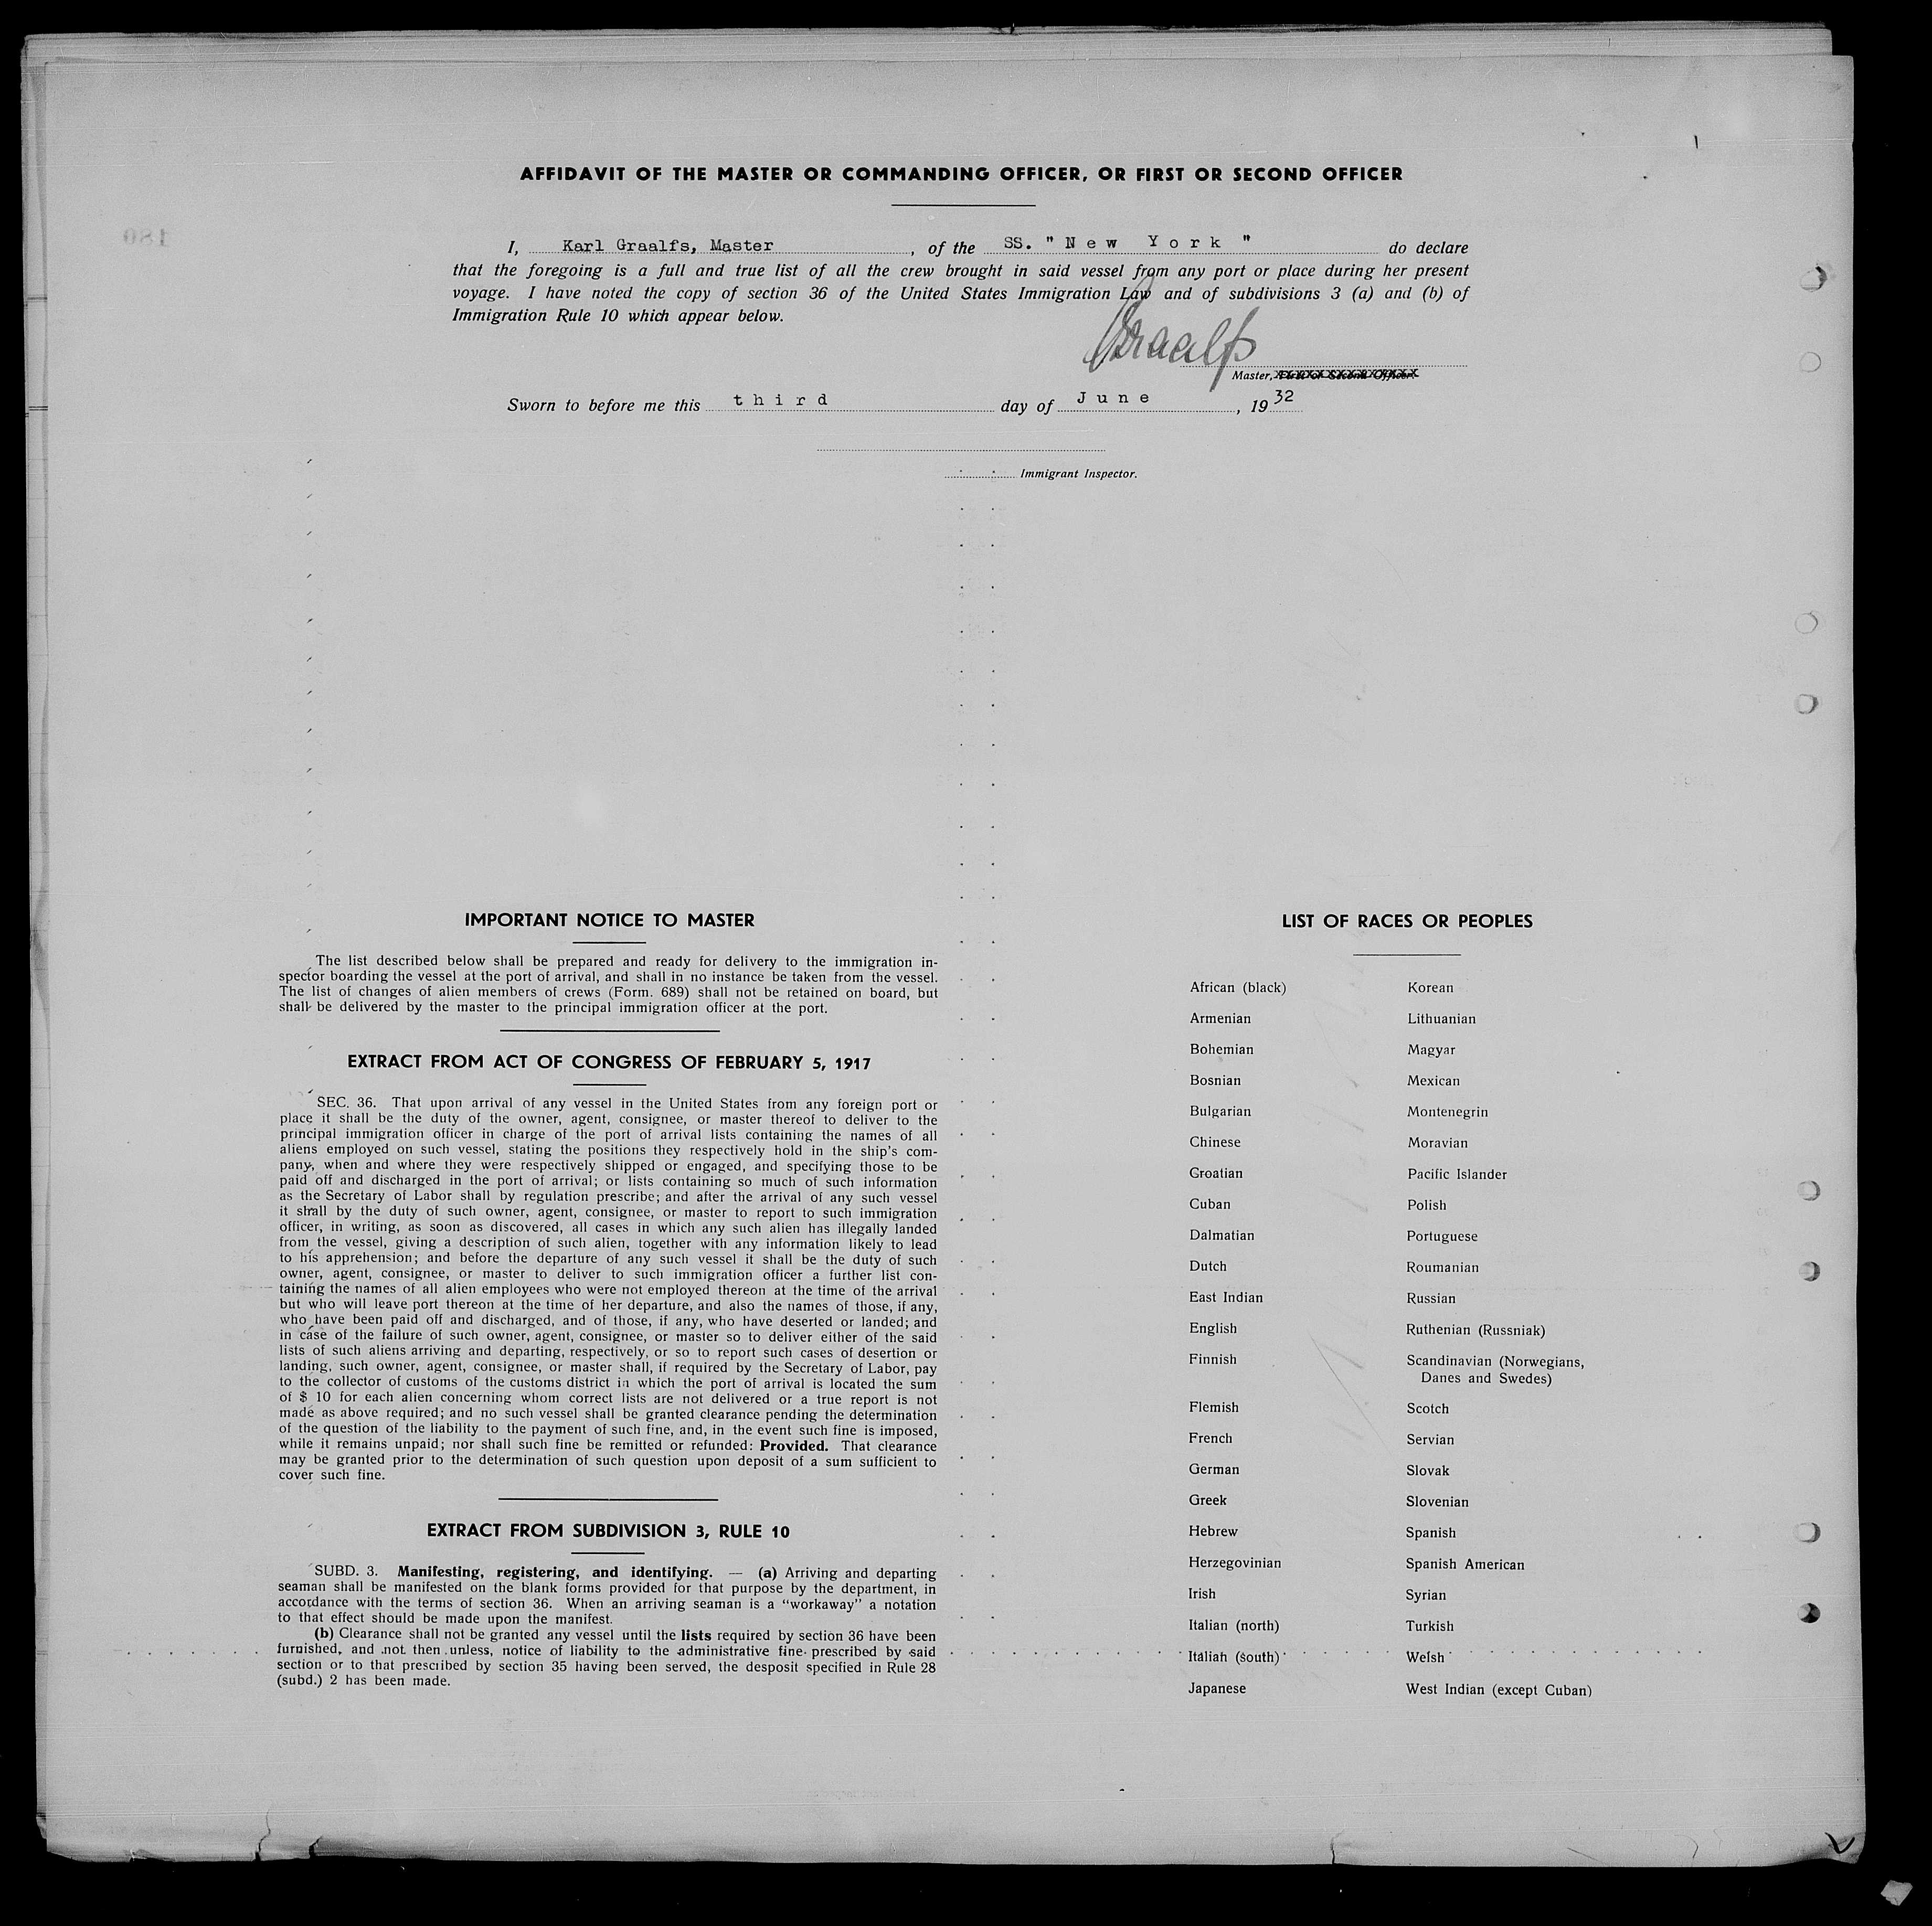 AFFIDAVIT OF THE MASTER OR COMMANDING OFFICER, OR FIRST OR SECOND OFFICER
I, Karl Graalfs, Master, of the SS. "New York" do declare
that the foregoing is a full and true list of all the crew brought in said vessel from any port or place during her present
voyage. I have noted the copy of section 36 of the United States Immigration Law and of subdivisions 3 (a) and (b) of
Immigration Rule 10 which appear below.
Graalfs
Master, First or Second Officer.
Sworn to before me this third day of June, 1932
Immigrant Inspector.
180
IMPORTANT NOTICE TO MASTER
The list described below shall be prepared and ready for delivery to the immigration in-
spector boarding the vessel at the port of arrival, and shall in no instance be taken from the vessel.
The list of changes of alien members of crews (Form. 689) shall not be retained on board, but
shall be delivered by the master to the principal immigration officer at the port.
EXTRACT FROM ACT OF CONGRESS OF FEBRUARY 5, 1917
SEC. 36. That upon arrival of any vessel in the United States from any foreign port or
place it shall be the duty of the owner, agent, consignee, or master thereof to deliver to the
principal immigration officer in charge of the port of arrival lists containing the names of all
aliens employed on such vessel, stating the positions they respectively hold in the ship's com-
pany, when and where they were respectively shipped or engaged, and specifying those to be
paid off and discharged in the port of arrival; or lists containing so much of such information
as the Secretary of Labor shall by regulation prescribe; and after the arrival of any such vessel
it shall by the duty of such owner, agent, consignee, or master to report to such immigration
officer, in writing, as soon as discovered, all cases in which any such alien has illegally landed
from the vessel, giving a description of such alien, together with any information likely to lead
to his apprehension; and before the departure of any such vessel it shall be the duty of such
owner, agent, consignee, or master to deliver to such immigration officer a further list con-
taining the names of all alien employees who were not employed thereon at the time of the arrival
but who will leave port thereon at the time of her departure, and also the names of those, if any,
who have been paid off and discharged, and of those, if any, who have deserted or landed; and
in case of the failure of such owner, agent, consignee, or master so to deliver either of the said
lists of such aliens arriving and departing, respectively, or so to report such cases of desertion or
landing, such owner, agent, consignee, or master shall, if required by the Secretary of Labor, pay
to the collector of customs of the customs district in which the port of arrival is located the sum
of $ 10 for each alien concerning whom correct lists are not delivered or a true report is not
made as above required; and no such vessel shall be granted clearance pending the determination
of the question of the liability to the payment of such fine, and, in the event such fine is imposed,
while it remains unpaid; nor shall such fine be remitted or refunded: Provided. That clearance
may be granted prior to the determination of such question upon deposit of a sum sufficient to
cover such fine.
EXTRACT FROM SUBDIVISION 3, RULE 10
SUBD. 3. Manifesting, registering, and identifying. — (a) Arriving and departing
seaman shall be manifested on the blank forms provided for that purpose by the department, in
accordance with the terms of section 36. When an arriving seaman is a "workaway" a notation
to that effect should be made upon the manifest.
(b) Clearance shall not be granted any vessel until the lists required by section 36 have been
furnished, and not then unless, notice of liability to the administrative fine prescribed by said
section or to that presciibed by section 35 having been served, the desposit specified in Rule 28
(subd.) 2 has been made.
LIST OF RACES OR PEOPLES
African (black)
Armenian
Bohemian
Bosnian
Bulgarian
Chinese
Croatian
Cuban
Dalmatian
Dutch
East Indian
English
Finnish
Flemish
French
German
Greek
Hebrew
Herzegovinian
Irish
Italian (north)
Italian (south)
Japanese
Korean
Lithuanian
Magyar
Mexican
Montenegrin
Moravian
Pacific Islander
Polish
Portuguese
Roumanian
Russian
Ruthenian (Russniak)
Scandinavian (Norwegians,
Danes and Swedes)
Scotch
Servian
Slovak
Slovenian
Spanish
Spanish American
Syrian
Turkish
Welsh
West Indian (except Cuban)